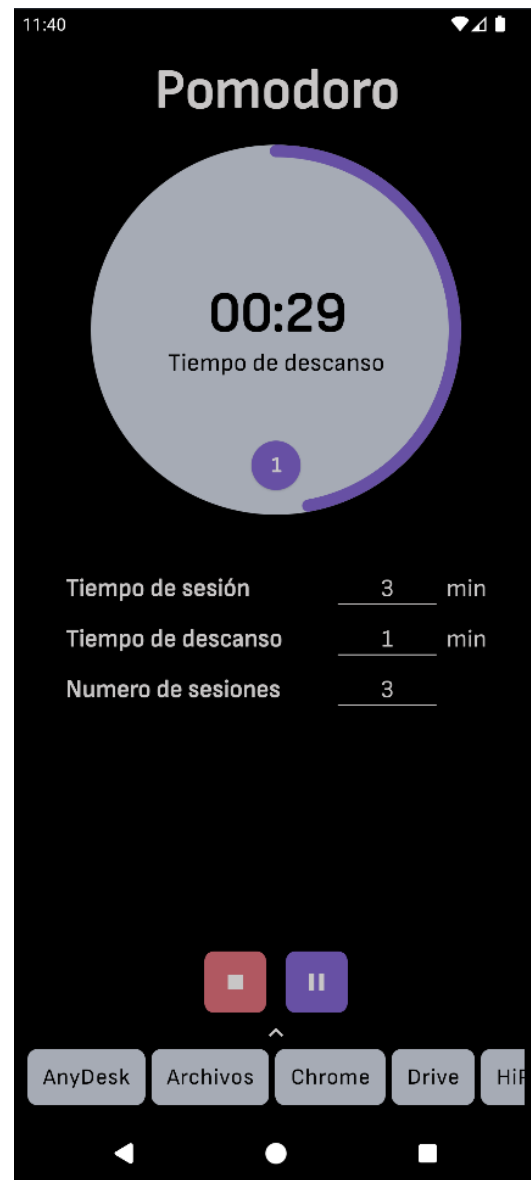 11:40
Pomodoro
00:29
Tiempo de descanso
1
Tiempo de sesión 3 min
Tiempo de descanso 1 min
Numero de sesiones 3
AnyDesk Archivos Chrome Drive